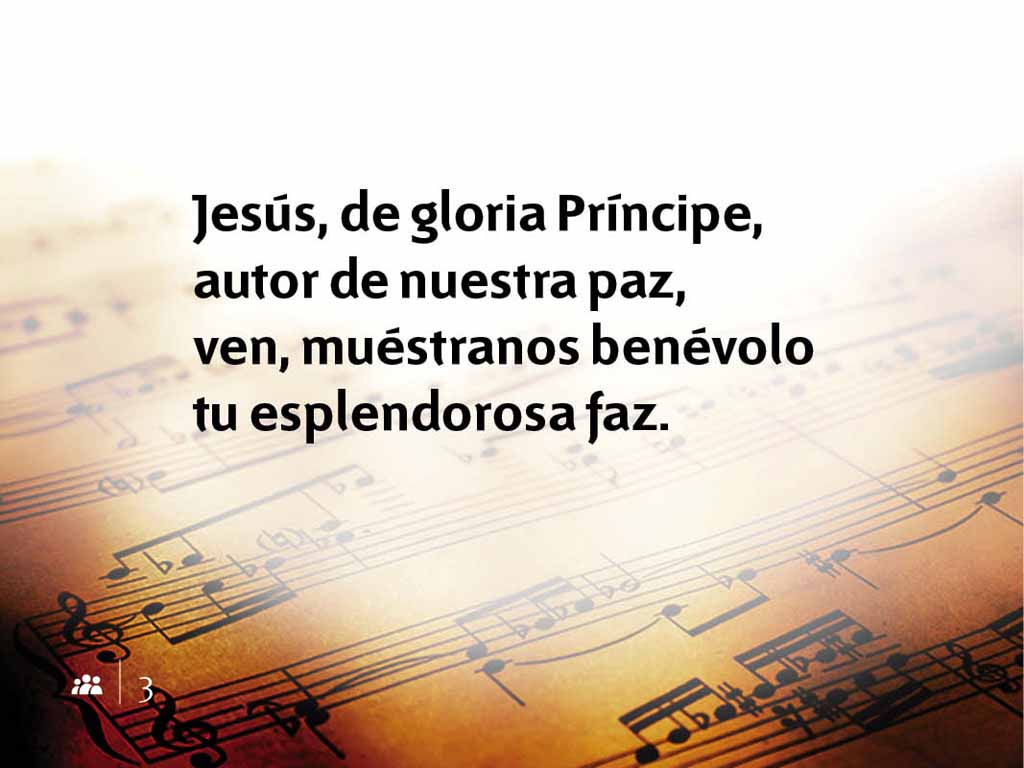 Jesús, de gloria Príncipe,
autor de nuestra paz,
ven, muéstranos benévolo
tu esplendorosa faz.
3